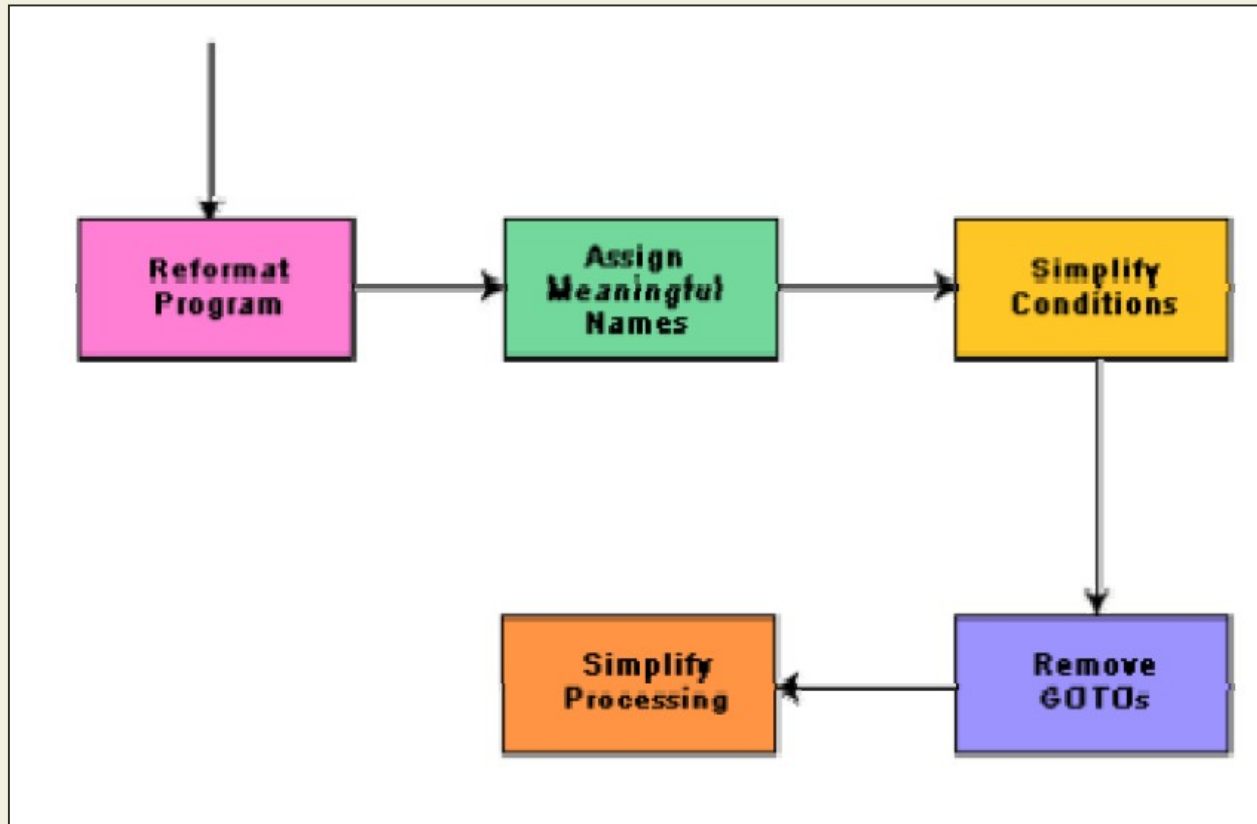 Reformat
Program
Assign
Meaningful
Names
Simplify
Conditions
Remove
GOTOs
Simplify
Processing